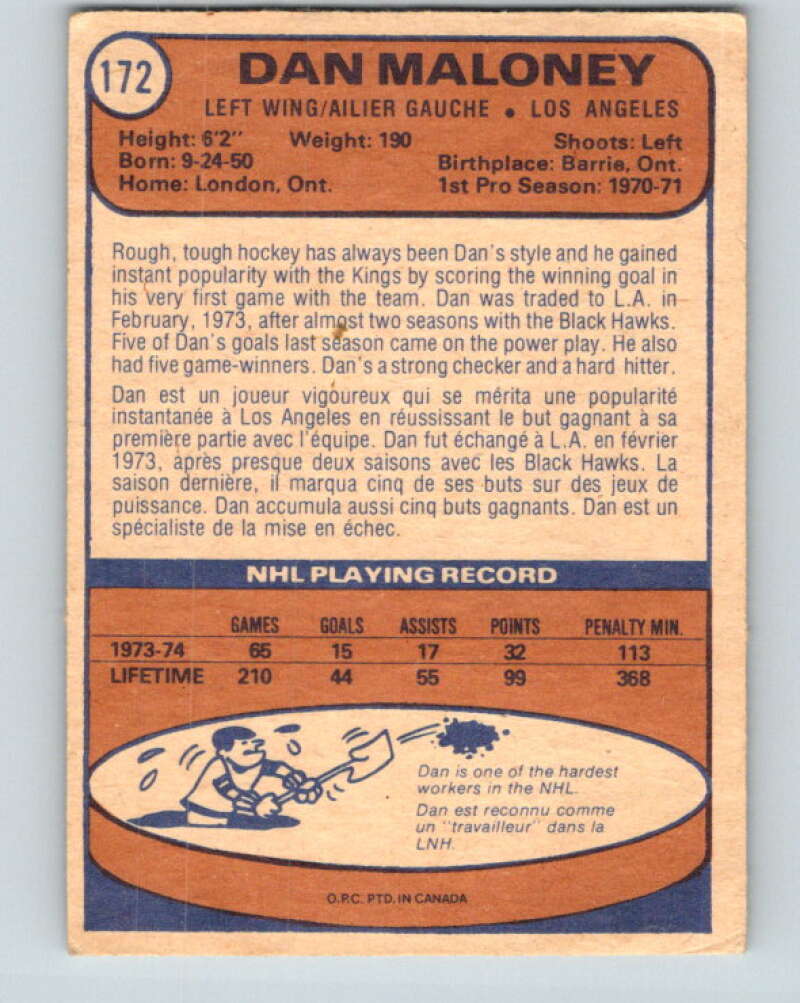 172
DAN MALONEY
LEFT WING/AILIER GAUCHE • LOS ANGELES
Height: 6'2" Weight: 190 Shoots: Left
Born: 9-24-50 Birthplace: Barrie, Ont.
Home: London, Ont. 1st Pro Season: 1970-71
Rough, tough hockey has always been Dan's style and he gained
instant popularity with the Kings by scoring the winning goal in
his very first game with the team. Dan was traded to L.A. in
February, 1973, after almost two seasons with the Black Hawks.
Five of Dan's goals last season came on the power play. He also
had five game-winners. Dan's a strong checker and a hard hitter.
Dan est un joueur vigoureux qui se mérita une popularité
instantanée à Los Angeles en réussissant le but gagnant à sa
première partie avec l'équipe. Dan fut échangé à L.A. en février
1973, après presque deux saisons avec les Black Hawks. La
saison dernière, il marqua cinq de ses buts sur des jeux de
puissance. Dan accumula aussi cinq buts gagnants. Dan est un
spécialiste de la mise en échec.
NHL PLAYING RECORD
GAMES GOALS ASSISTS POINTS PENALTY MIN.
1973-74 65 15 17 32 113
LIFETIME 210 44 55 99 368
Dan is one of the hardest
workers in the NHL.
Dan est reconnu comme
un "travailleur" dans la
LNH.
O.P.C. PTD. IN CANADA